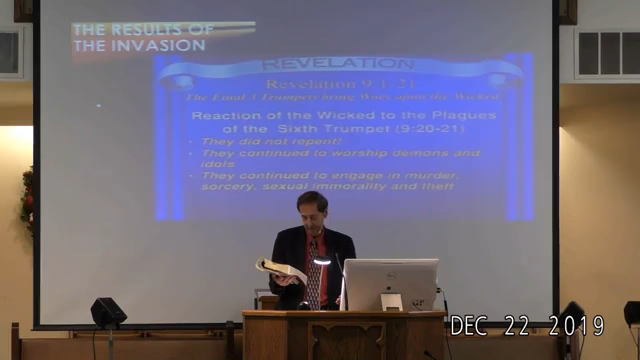 THE RESULTS OF
THE INVASION
REVELATION
Revelation 9:1-21
The Final 3 Trumpets bring Woes upon the Wicked
Reaction of the Wicked to the Plagues
of the Sixth Trumpet (9:20-21)
• They did not repent!
• They continued to worship demons and
idols
• They continued to engage in murder,
sorcery, sexual immorality and theft
DEC 22 2019